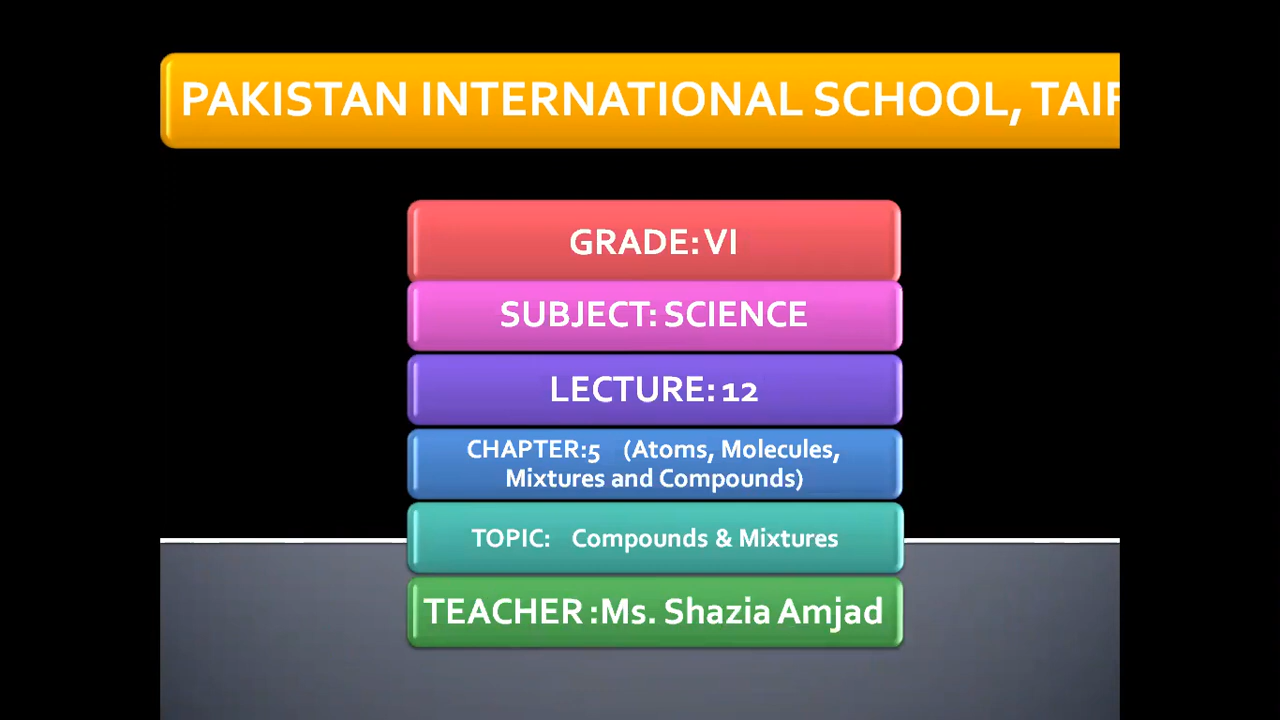 PAKISTAN INTERNATIONAL SCHOOL, TAIF
GRADE: VI
SUBJECT: SCIENCE
LECTURE: 12
CHAPTER:5 (Atoms, Molecules,
Mixtures and Compounds)
TOPIC: Compounds & Mixtures
TEACHER :Ms. Shazia Amjad